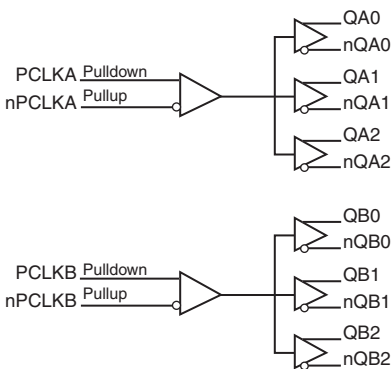 QA0
nQA0
PCLKA Pulldown
nPCLKA Pullup
QA1
nQA1
QA2
nQA2
QB0
nQB0
PCLKB Pulldown
nPCLKB Pullup
QB1
nQB1
QB2
nQB2